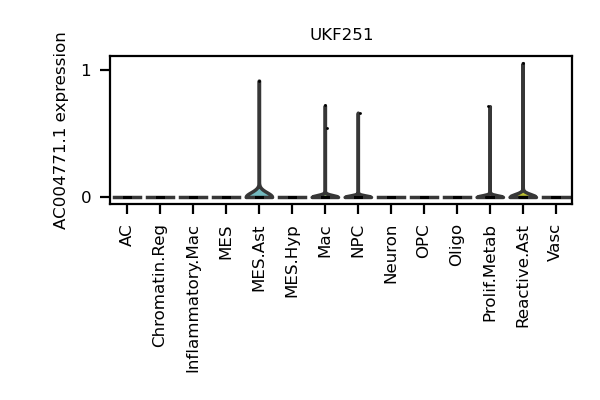 UKF251
AC004771.1 expression
1
0
AC
Chromatin.Reg
Inflammatory.Mac
MES
MES.Ast
MES.Hyp
Mac
NPC
Neuron
OPC
Oligo
Prolif.Metab
Reactive.Ast
Vasc